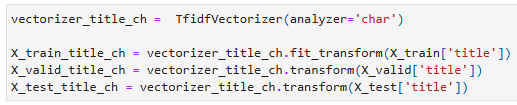 vectorizer_title_ch =  TfidfVectorizer(analyzer='char')
X_train_title_ch = vectorizer_title_ch.fit_transform(X_train['title'])
X_valid_title_ch = vectorizer_title_ch.transform(X_valid['title'])
X_test_title_ch = vectorizer_title_ch.transform(X_test['title'])